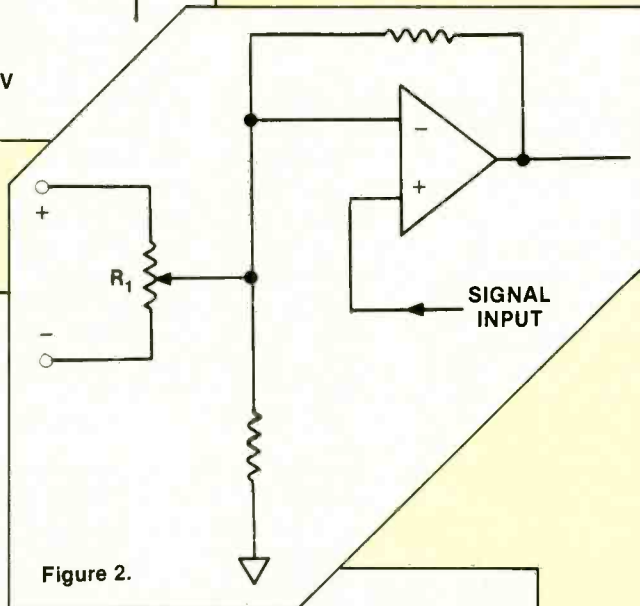 V
−
+
+
R1
SIGNAL
INPUT
−
Figure 2.